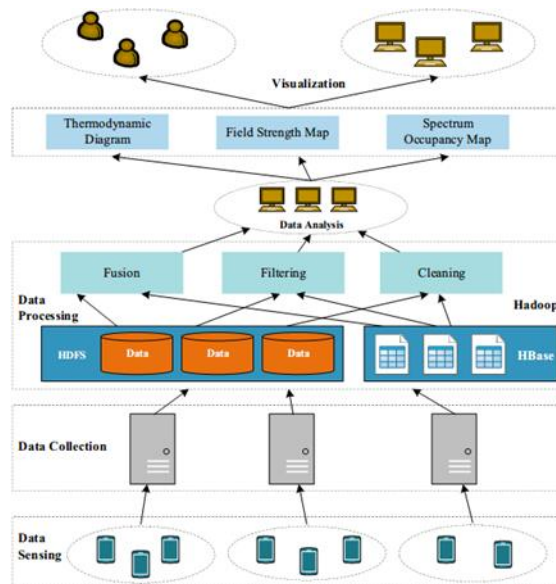 Visualization
Thermodynamic
Diagram
Field Strength Map
Spectrum
Occupancy Map
Data Analysis
Fusion
Filtering
Cleaning
Data
Processing
Hadoop
HDFS
Data
Data
Data
HBase
Data Collection
Data
Sensing